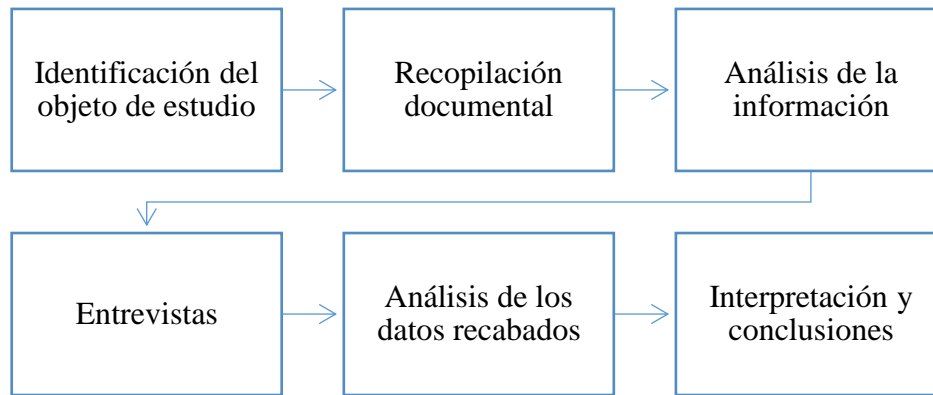 Identificación del
objeto de estudio
Recopilación
documental
Análisis de la
información
Entrevistas
Análisis de los
datos recabados
Interpretación y
conclusiones